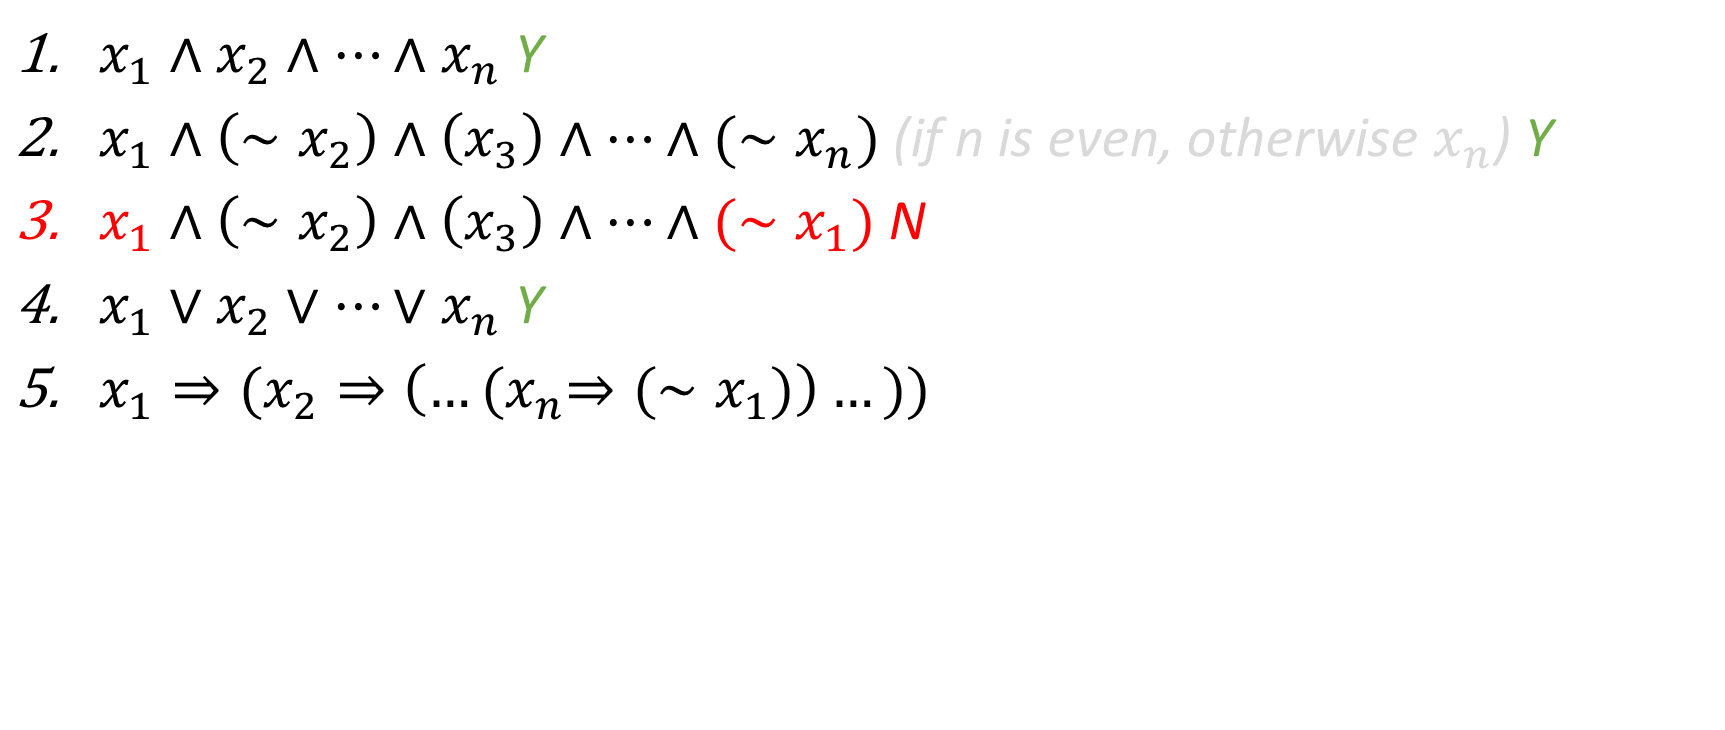 1. x₁ ∧ x₂ ∧ ⋯ ∧ xₙ Y
2. x₁ ∧ (∼ x₂) ∧ (x₃) ∧ ⋯ ∧ (∼ xₙ) (if n is even, otherwise xₙ) Y
3. x₁ ∧ (∼ x₂) ∧ (x₃) ∧ ⋯ ∧ (∼ x₁) N
4. x₁ ∨ x₂ ∨ ⋯ ∨ xₙ Y
5. x₁ ⇒ (x₂ ⇒ (… (xₙ⇒ (∼ x₁)) … ))